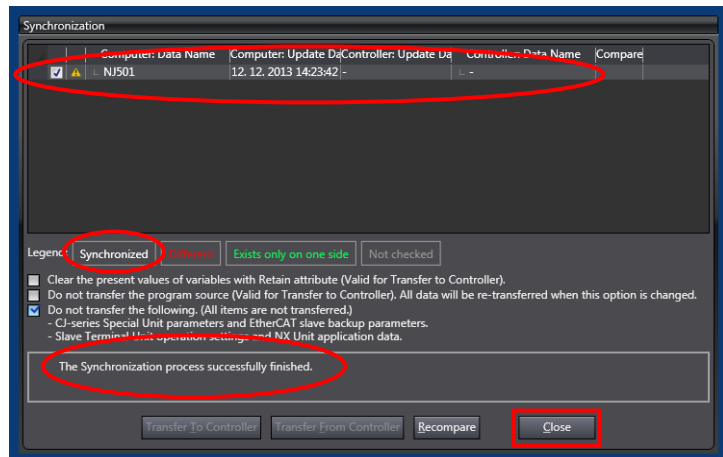 Synchronization
Computer: Data Name Computer: Update Da Controller: Update Da Controller: Data Name Compare
NJ501 12. 12. 2013 14:23:42 - -
Legend: Synchronized Different Exists only on one side Not checked
Clear the present values of variables with Retain attribute (Valid for Transfer to Controller).
Do not transfer the program source (Valid for Transfer to Controller). All data will be re-transferred when this option is changed.
Do not transfer the following. (All items are not transferred.)
- CJ-series Special Unit parameters and EtherCAT slave backup parameters.
- Slave Terminal Unit operation settings and NX Unit application data.
The Synchronization process successfully finished.
Transfer To Controller Transfer From Controller Recompare Close